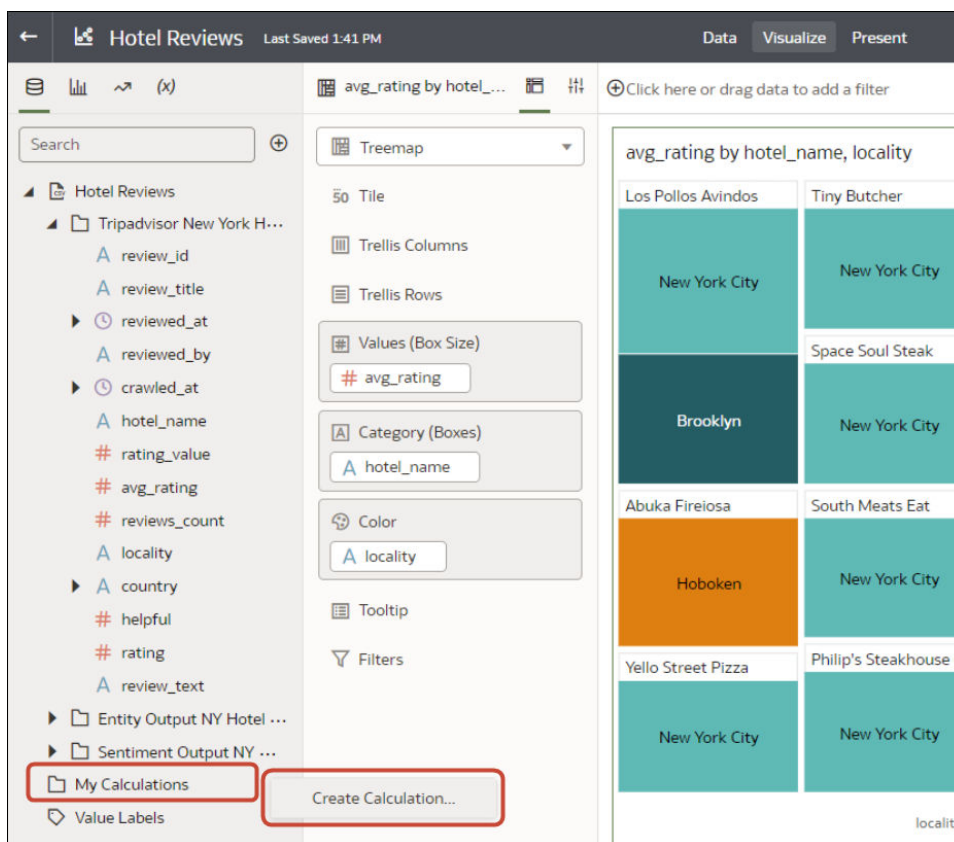 Hotel Reviews Last Saved 1:41 PM Data Visualize Present
(x) avg_rating by hotel_... Click here or drag data to add a filter
Search
Hotel Reviews
Tripadvisor New York H...
A review_id
A review_title
reviewed_at
A reviewed_by
crawled_at
A hotel_name
# rating_value
# avg_rating
# reviews_count
A locality
A country
# helpful
# rating
A review_text
Entity Output NY Hotel ...
Sentiment Output NY ...
My Calculations
Value Labels
Create Calculation...
Treemap
50 Tile
Trellis Columns
Trellis Rows
# Values (Box Size)
# avg_rating
A Category (Boxes)
A hotel_name
Color
A locality
Tooltip
Filters
avg_rating by hotel_name, locality
Los Pollos Avindos
New York City
Brooklyn
Abuka Fireiosa
Hoboken
Yello Street Pizza
New York City
Tiny Butcher
New York City
Space Soul Steak
New York City
South Meats Eat
New York City
Philip's Steakhouse
New York City
localit